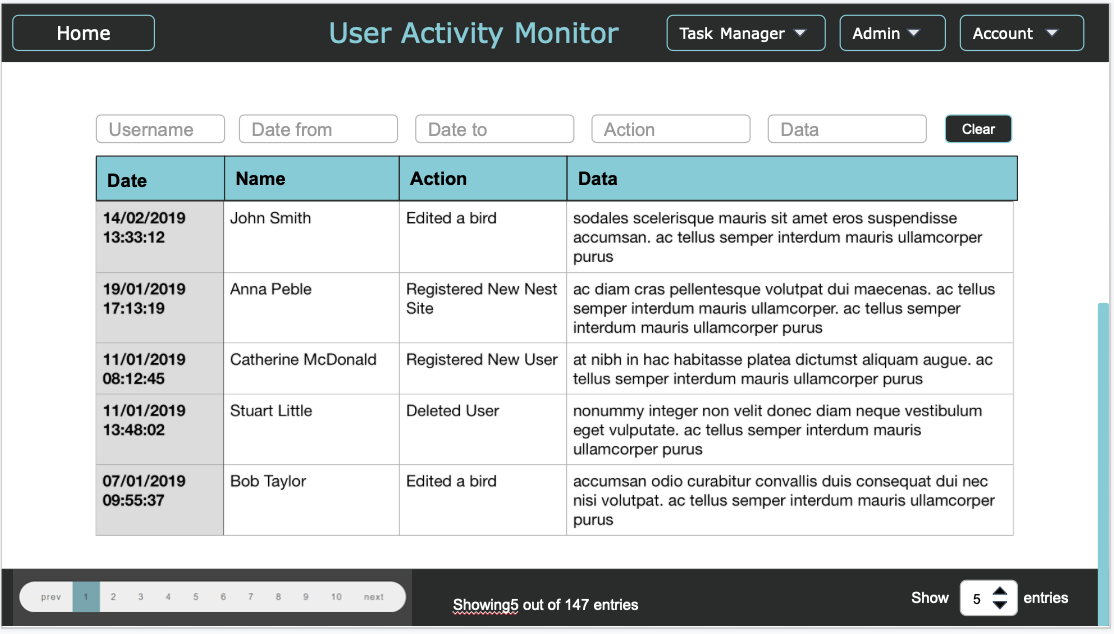 Home User Activity Monitor Task Manager Admin Account
Username Date from Date to Action Data Clear
Date Name Action Data
14/02/2019 John Smith Edited a bird sodales scelerisque mauris sit amet eros suspendisse
13:33:12 accumsan. ac tellus semper interdum mauris ullamcorper
purus
19/01/2019 Anna Peble Registered New Nest ac diam cras pellentesque volutpat dui maecenas. ac tellus
17:13:19 Site semper interdum mauris ullamcorper. ac tellus semper
interdum mauris ullamcorper purus
11/01/2019 Catherine McDonald Registered New User at nibh in hac habitasse platea dictumst aliquam augue. ac
08:12:45 tellus semper interdum mauris ullamcorper purus
11/01/2019 Stuart Little Deleted User nonummy integer non velit donec diam neque vestibulum
13:48:02 eget vulputate. ac tellus semper interdum mauris
ullamcorper purus
07/01/2019 Bob Taylor Edited a bird accumsan odio curabitur convallis duis consequat dui nec
09:55:37 nisi volutpat. ac tellus semper interdum mauris ullamcorper
purus
prev 1 2 3 4 5 6 7 8 9 10 next Showing5 out of 147 entries Show 5 entries